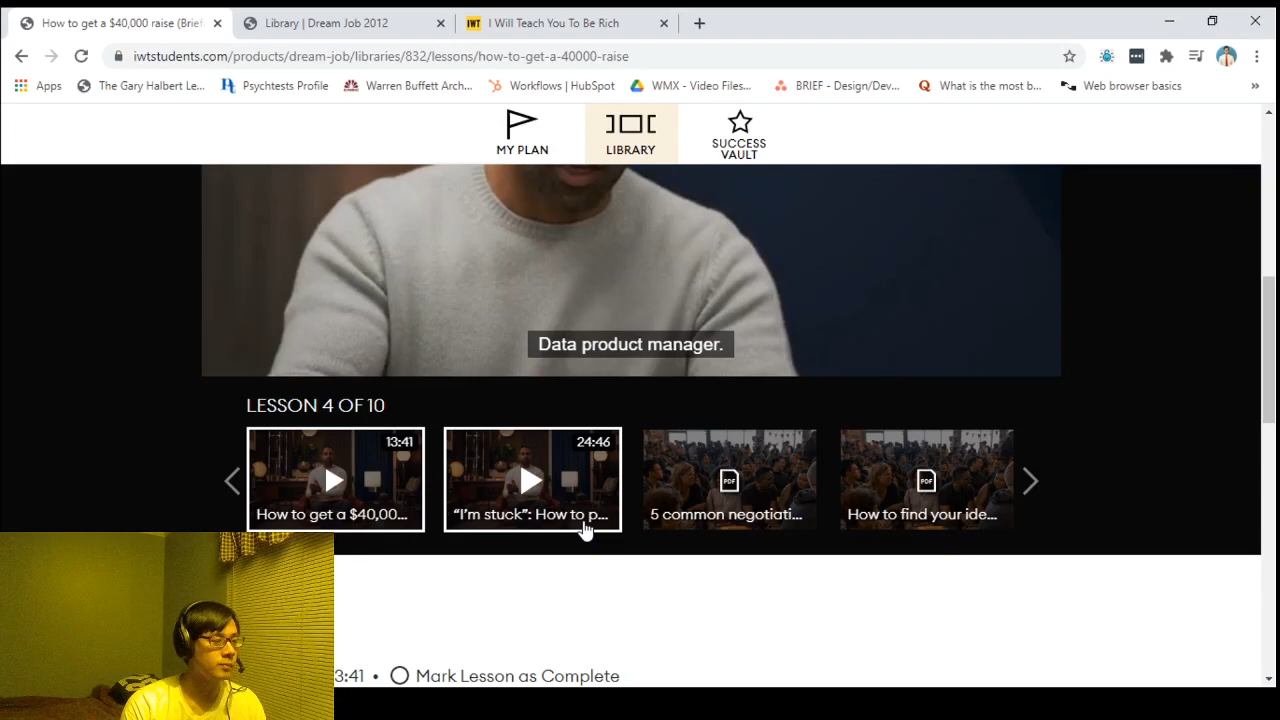 How to get a $40,000 raise (Brief
Library | Dream Job 2012
IWT
I Will Teach You To Be Rich
iwtstudents.com/products/dream-job/libraries/832/lessons/how-to-get-a-40000-raise
Apps
The Gary Halbert Le...
Psychtests Profile
Warren Buffett Arch...
Workflows | HubSpot
WMX - Video Files...
BRIEF - Design/Dev...
What is the most b...
Web browser basics
MY PLAN
LIBRARY
SUCCESS
VAULT
Data product manager.
LESSON 4 OF 10
13:41
How to get a $40,00...
24:46
“I’m stuck”: How to p...
PDF
5 common negotiati...
PDF
How to find your ide...
3:41 • Mark Lesson as Complete